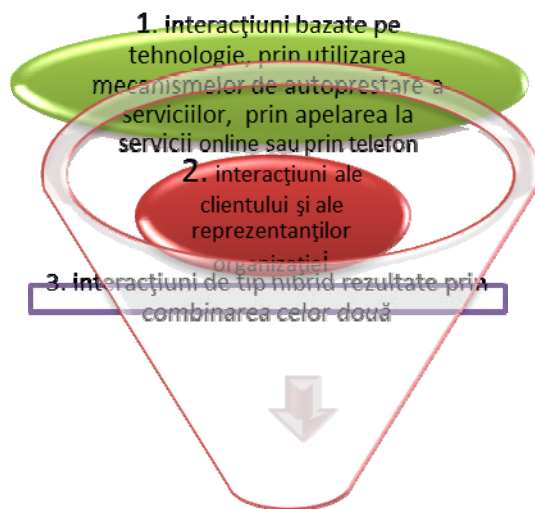 1. interacţiuni bazate pe
tehnologie, prin utilizarea
mecanismelor de autoprestare a
serviciilor, prin apelarea la
servicii online sau prin telefon
2. interacţiuni ale
clientului şi ale
reprezentanţilor
organizaţiei
3. interacţiuni de tip hibrid rezultate prin
combinarea celor două